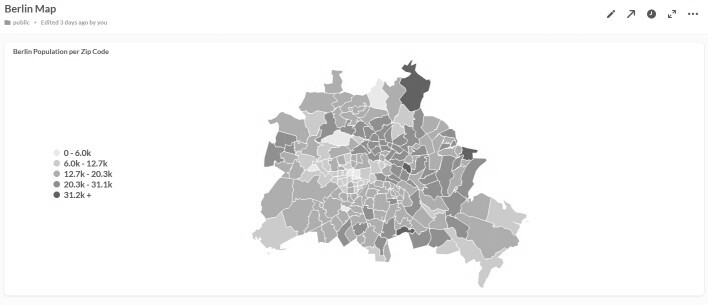 Berlin Map
public • Edited 3 days ago by you
Berlin Population per Zip Code
0 - 6.0k
6.0k - 12.7k
12.7k - 20.3k
20.3k - 31.1k
31.2k +